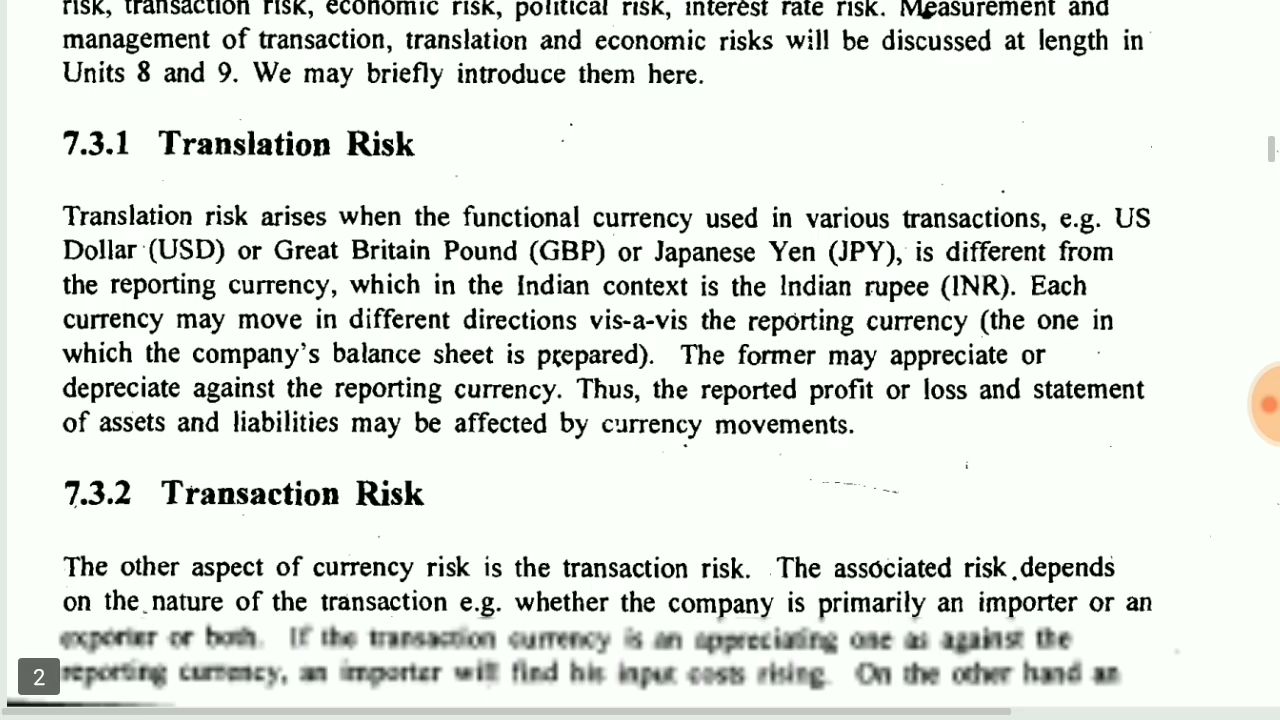 risk, transaction risk, economic risk, political risk, interest rate risk. Measurement and
management of transaction, translation and economic risks will be discussed at length in
Units 8 and 9. We may briefly introduce them here.
7.3.1 Translation Risk
Translation risk arises when the functional currency used in various transactions, e.g. US
Dollar (USD) or Great Britain Pound (GBP) or Japanese Yen (JPY), is different from
the reporting currency, which in the Indian context is the Indian rupee (INR). Each
currency may move in different directions vis-a-vis the reporting currency (the one in
which the company's balance sheet is prepared). The former may appreciate or
depreciate against the reporting currency. Thus, the reported profit or loss and statement
of assets and liabilities may be affected by currency movements.
7.3.2 Transaction Risk
The other aspect of currency risk is the transaction risk. The associated risk depends
on the nature of the transaction e.g. whether the company is primarily an importer or an
exporter or both. If the transaction currency is an appreciating one as against the
reporting currency, an importer will find his input costs rising. On the other hand an
2